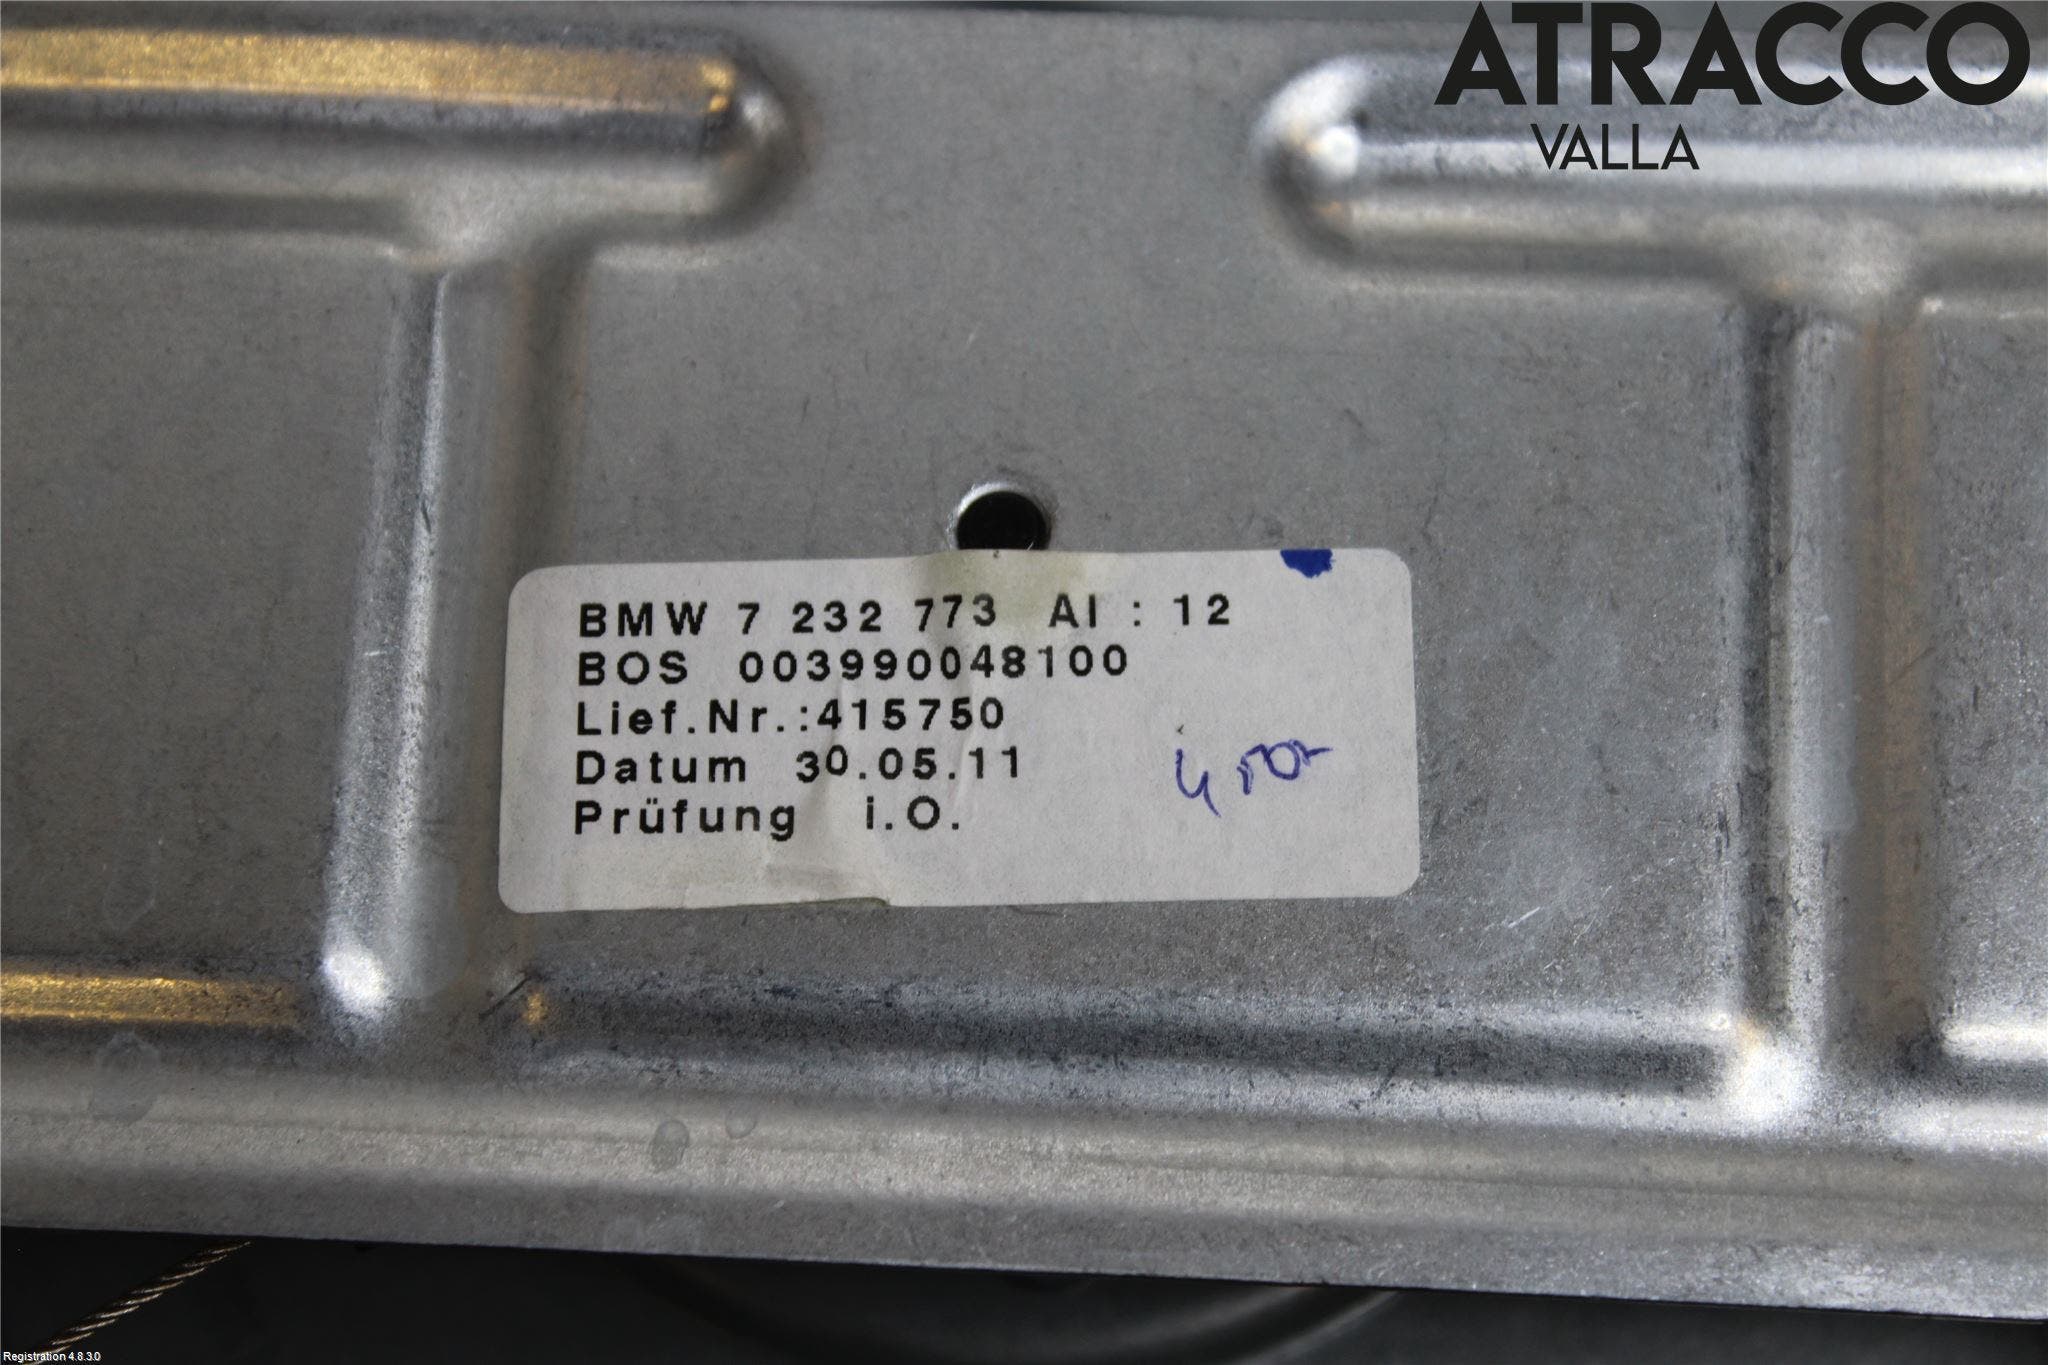 ATRACCO
VALLA
BMW 7 232 773 AI : 12
BOS 003990048100
Lief.Nr.:415750
Datum 30.05.11
Prüfung i.O.
Registration 4.8.3.0